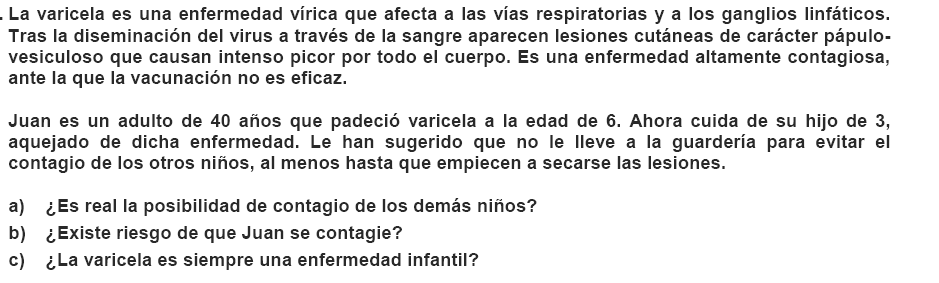 . La varicela es una enfermedad vírica que afecta a las vías respiratorias y a los ganglios linfáticos.
Tras la diseminación del virus a través de la sangre aparecen lesiones cutáneas de carácter pápulo-
vesiculoso que causan intenso picor por todo el cuerpo. Es una enfermedad altamente contagiosa,
ante la que la vacunación no es eficaz.
Juan es un adulto de 40 años que padeció varicela a la edad de 6. Ahora cuida de su hijo de 3,
aquejado de dicha enfermedad. Le han sugerido que no le lleve a la guardería para evitar el
contagio de los otros niños, al menos hasta que empiecen a secarse las lesiones.
a) ¿Es real la posibilidad de contagio de los demás niños?
b) ¿Existe riesgo de que Juan se contagie?
c) ¿La varicela es siempre una enfermedad infantil?